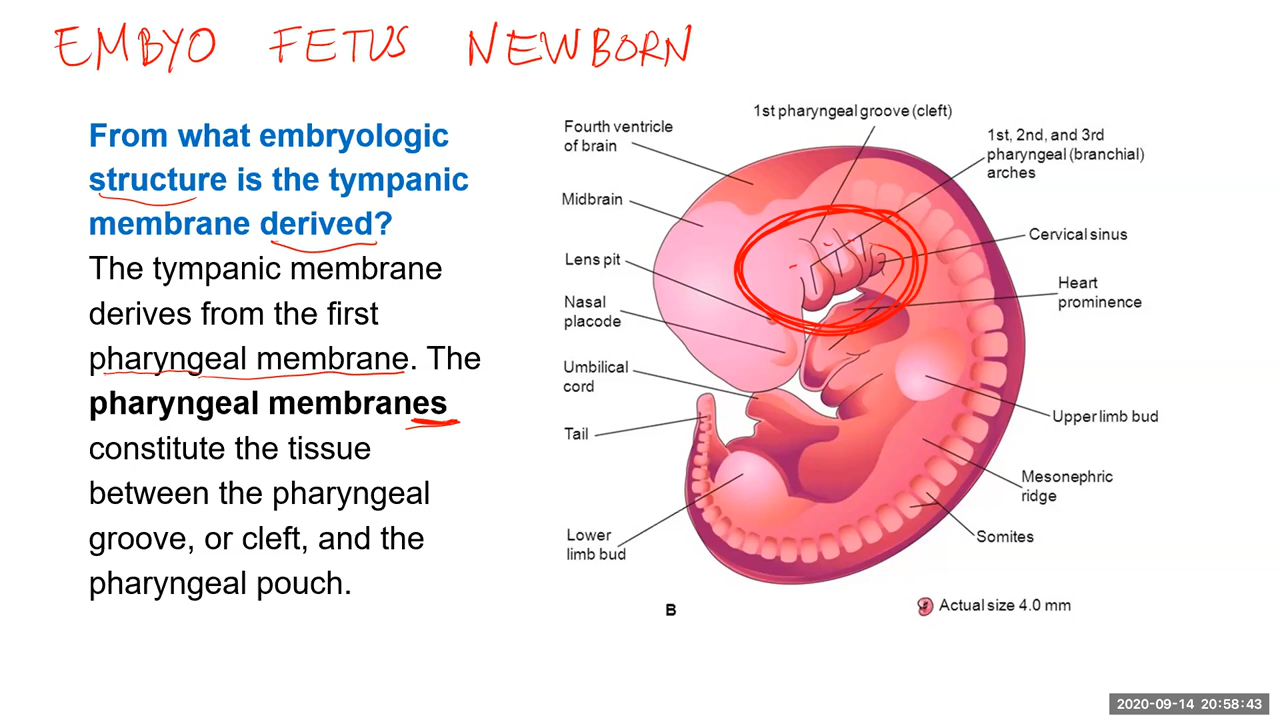 EMBYO FETUS NEWBORN
From what embryologic
structure is the tympanic
membrane derived?
The tympanic membrane
derives from the first
pharyngeal membrane. The
pharyngeal membranes
constitute the tissue
between the pharyngeal
groove, or cleft, and the
pharyngeal pouch.
1st pharyngeal groove (cleft)
Fourth ventricle
of brain
1st, 2nd, and 3rd
pharyngeal (branchial)
arches
Midbrain
Cervical sinus
Lens pit
Heart
prominence
Nasal
placode
Umbilical
cord
Upper limb bud
Tail
Mesonephric
ridge
Lower
limb bud
Somites
B
Actual size 4.0 mm
2020-09-14 20:58:43